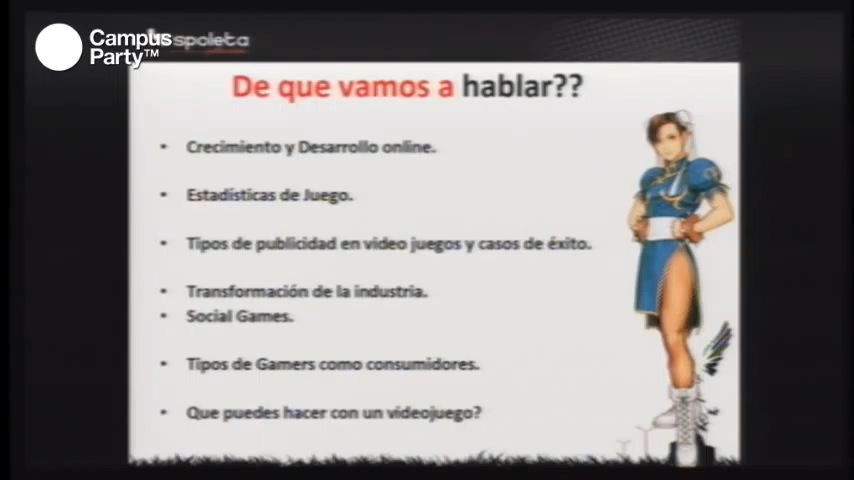 Campus
Party™
De que vamos a hablar??
• Crecimiento y Desarrollo online.
• Estadísticas de Juego.
• Tipos de publicidad en video juegos y casos de éxito.
• Transformación de la industria.
• Social Games.
• Tipos de Gamers como consumidores.
• Que puedes hacer con un videojuego?